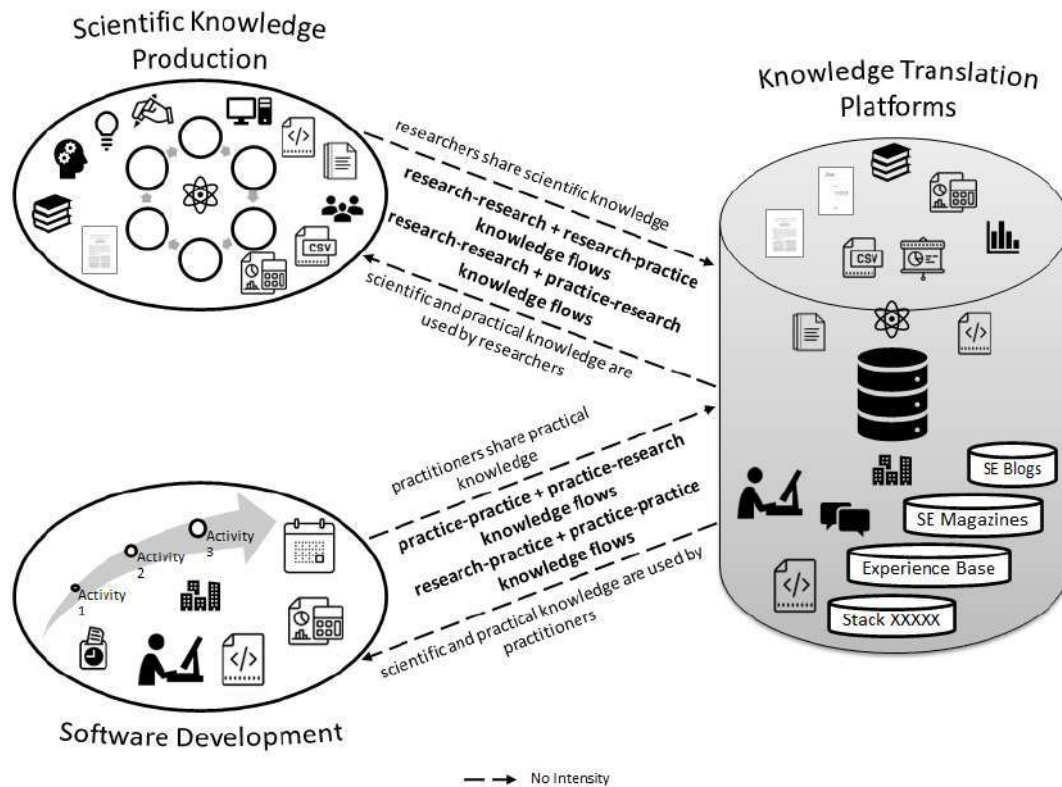 Scientific Knowledge
Production
Knowledge Translation
Platforms
researchers share scientific knowledge
research-research + research-practice
knowledge flows
research-research + practice-research
knowledge flows
scientific and practical knowledge are
used by researchers
</>
CSV
CSV
</>
practitioners share practical
knowledge
practice-practice + practice-research
knowledge flows
research-practice + practice-practice
knowledge flows
scientific and practical knowledge are used by
practitioners
Activity
1
Activity
2
Activity
3
</>
SE Blogs
SE Magazines
Experience Base
Stack XXXXX
</>
Software Development
No Intensity